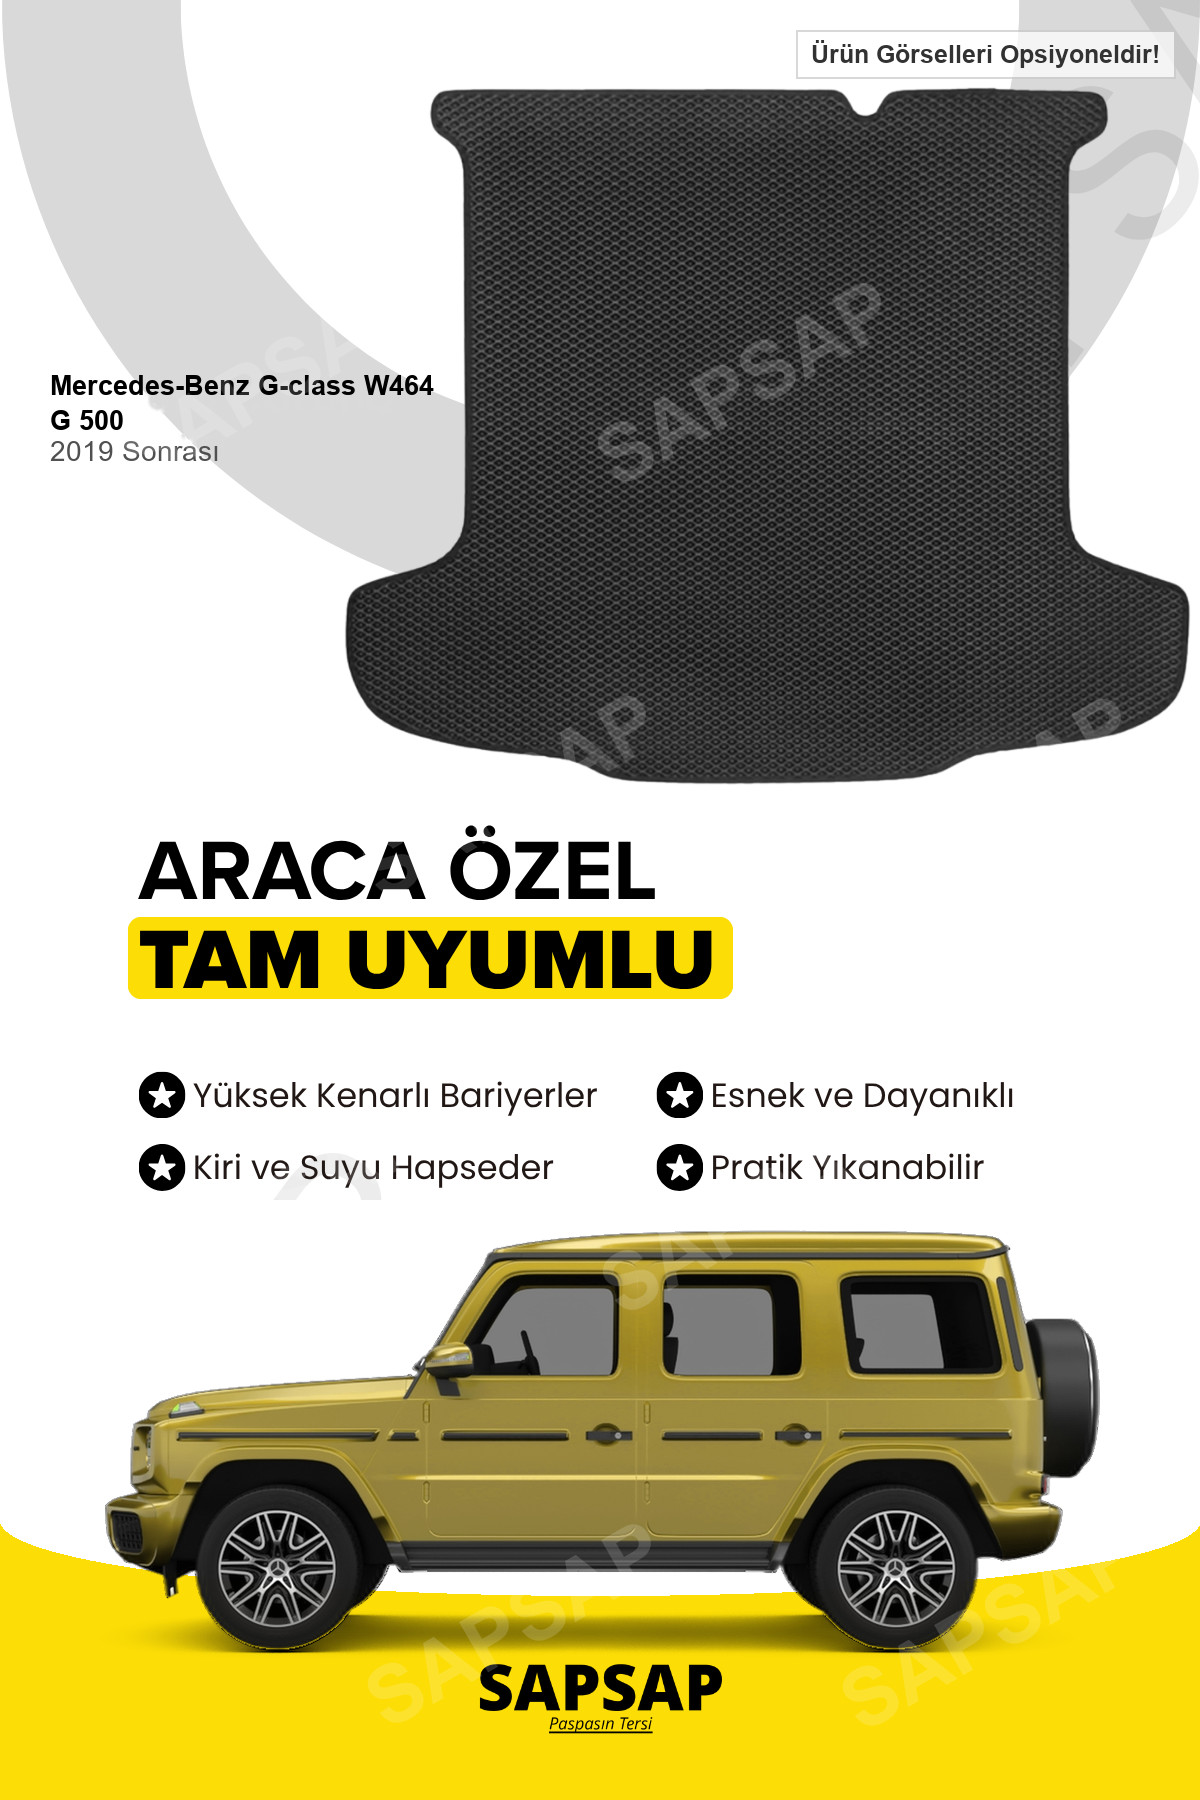 Ürün Görselleri Opsiyoneldir!
Mercedes-Benz G-class W464
G 500
2019 Sonrası
SAPSAP
ARACA ÖZEL
TAM UYUMLU
Yüksek Kenarlı Bariyerler
Esnek ve Dayanıklı
Kiri ve Suyu Hapseder
Pratik Yıkanabilir
SAPSAP
Paspasın Tersi